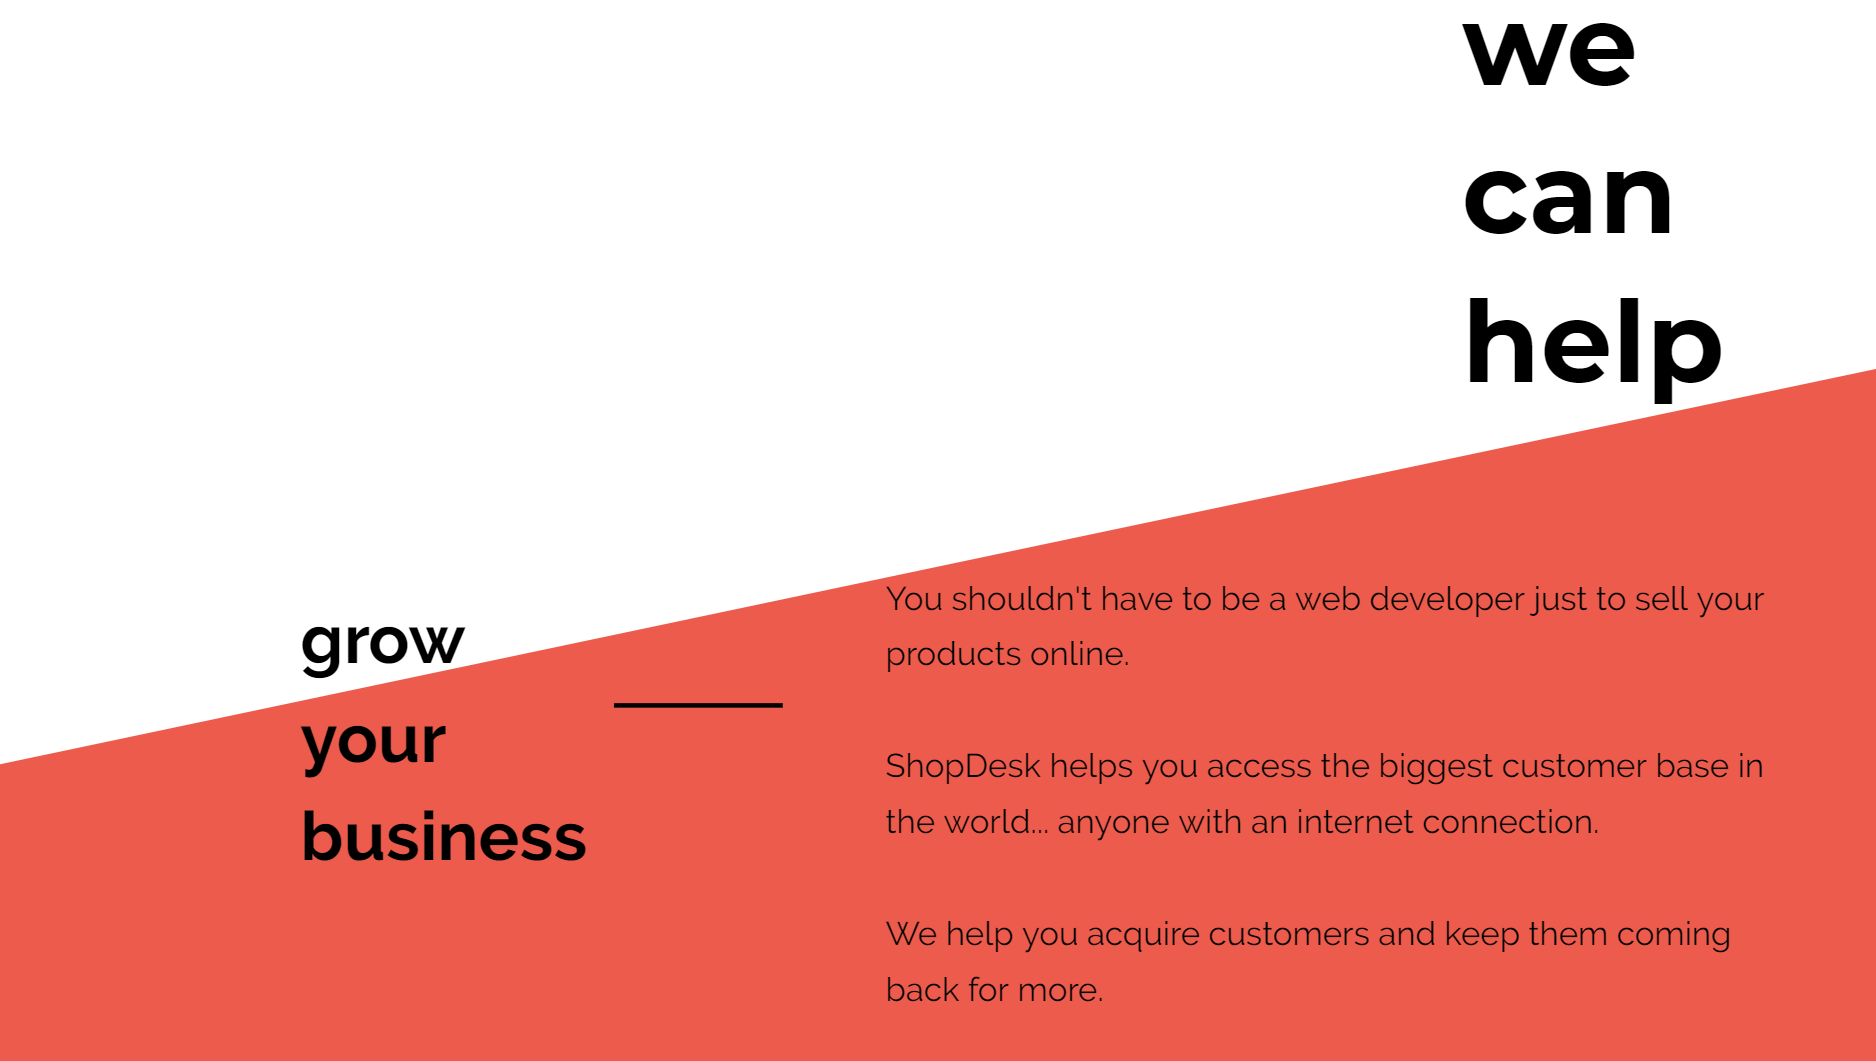 we
can
help
grow
your
business
You shouldn't have to be a web developer just to sell your
products online.
ShopDesk helps you access the biggest customer base in
the world... anyone with an internet connection.
We help you acquire customers and keep them coming
back for more.